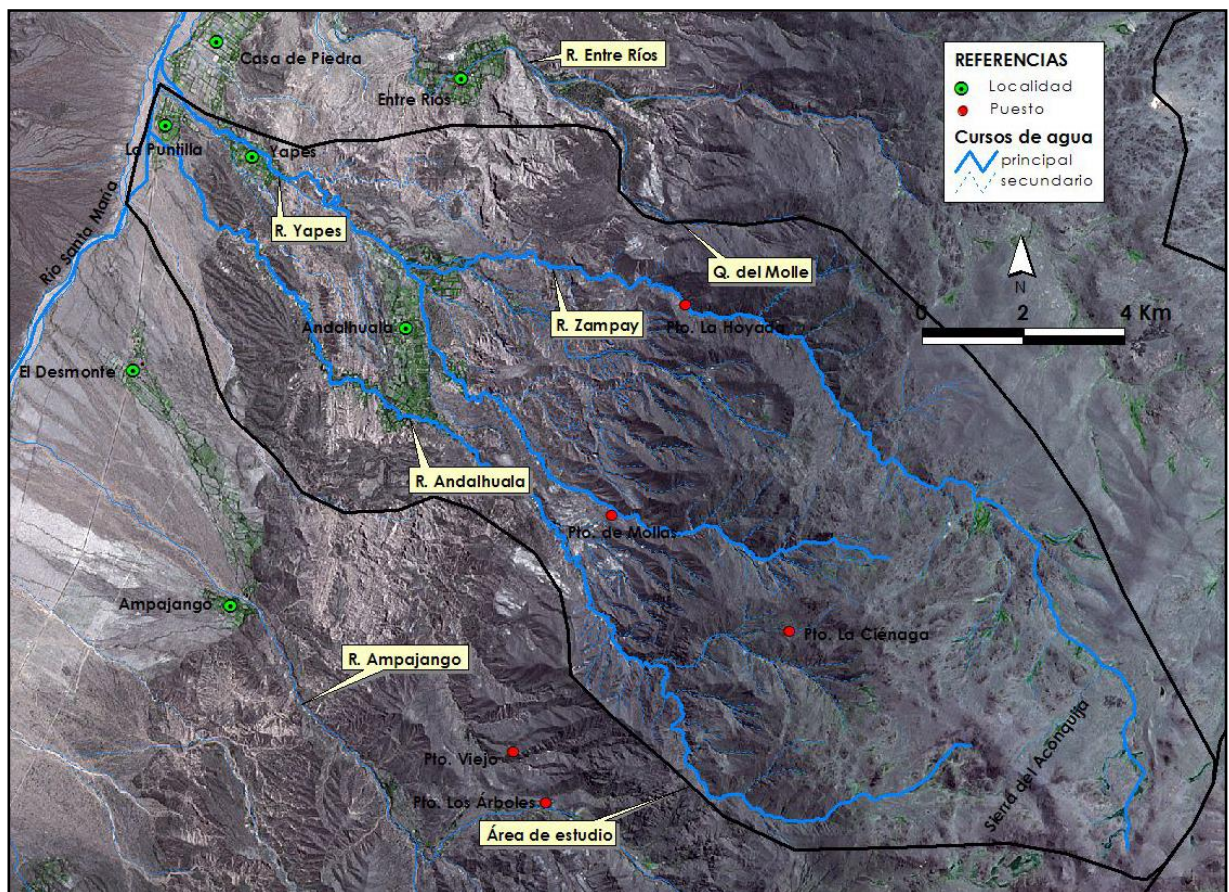 Casa de Piedra
R. Entre Ríos
Entre Ríos
La Puntilla
Yapes
R. Yapes
Río Santa María
REFERENCIAS
Localidad
Puesto
Cursos de agua
principal
secundario
Q. del Molle
N
0 2 4 Km
R. Zampay
Pto. La Hoyada
Andalhuala
El Desmonte
R. Andalhuala
Pto. de Mollas
Ampajango
Pto. La Ciénaga
R. Ampajango
Pto. Viejo
Sierra del Aconquija
Pto. Los Árboles
Área de estudio